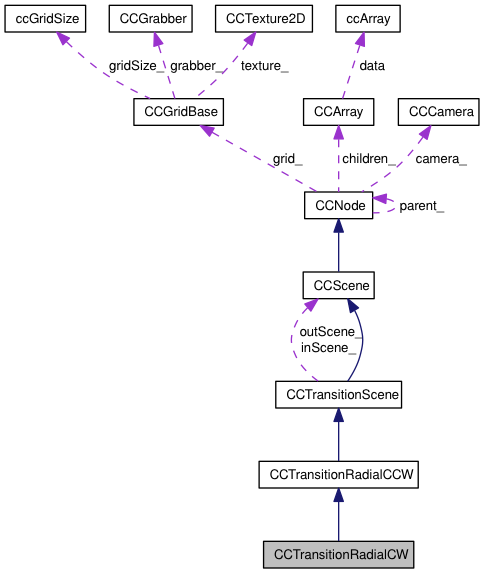 ccGridSize
CCGrabber
CCTexture2D
ccArray
gridSize_
grabber_
texture_
data
CCGridBase
CCArray
CCCamera
grid_
children_
camera_
CCNode
parent_
CCScene
outScene_
inScene_
CCTransitionScene
CCTransitionRadialCCW
CCTransitionRadialCW